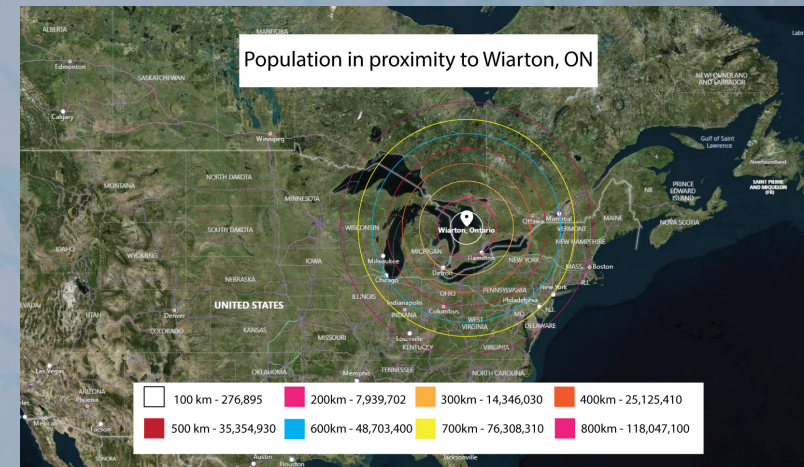 ALBERTA
MANITOBA
Population in proximity to Wiarton, ON
Edmonton
SASKATCHEWAN
NEWFOUNDLAND
AND LABRADOR
Calgary
Winnipeg
Gulf of Saint
Lawrence
Newfoundland
MONTANA
NORTH DAKOTA
MINNESOTA
NB
PRINCE
EDWARD
ISLAND
SAINT PIERRE
AND MIQUELON
(FR)
Ottawa
Montreal
MAINE
NOVA SCOTIA
SOUTH DAKOTA
WISCONSIN
Wiarton, Ontario
VERMONT
NEW HAMPSHIRE
IDAHO
WYOMING
IOWA
Milwaukee
MICHIGAN
Hamilton
NEW YORK
MASS.
Boston
Detroit
R.I.
NEBRASKA
Chicago
ILLINOIS
OHIO
PENNSYLVANIA
New York
UNITED STATES
Indianapolis
INDIANA
Columbus
Philadelphia
N.J.
MD
DELAWARE
UTAH
Denver
COLORADO
KANSAS
MISSOURI
WEST
VIRGINIA
Louisville
KENTUCKY
VIRGINIA
Las Vegas
OKLAHOMA
Memphis
TENNESSEE
NORTH CAROLINA
ARIZONA
Phoenix
Tucson
Mexicali
SONORA
100 km - 276,895
200km - 7,939,702
300km - 14,346,030
400km - 25,125,410
500 km - 35,354,930
600km - 48,703,400
700km - 76,308,310
800km - 118,047,100
Austin
Houston
Jacksonville